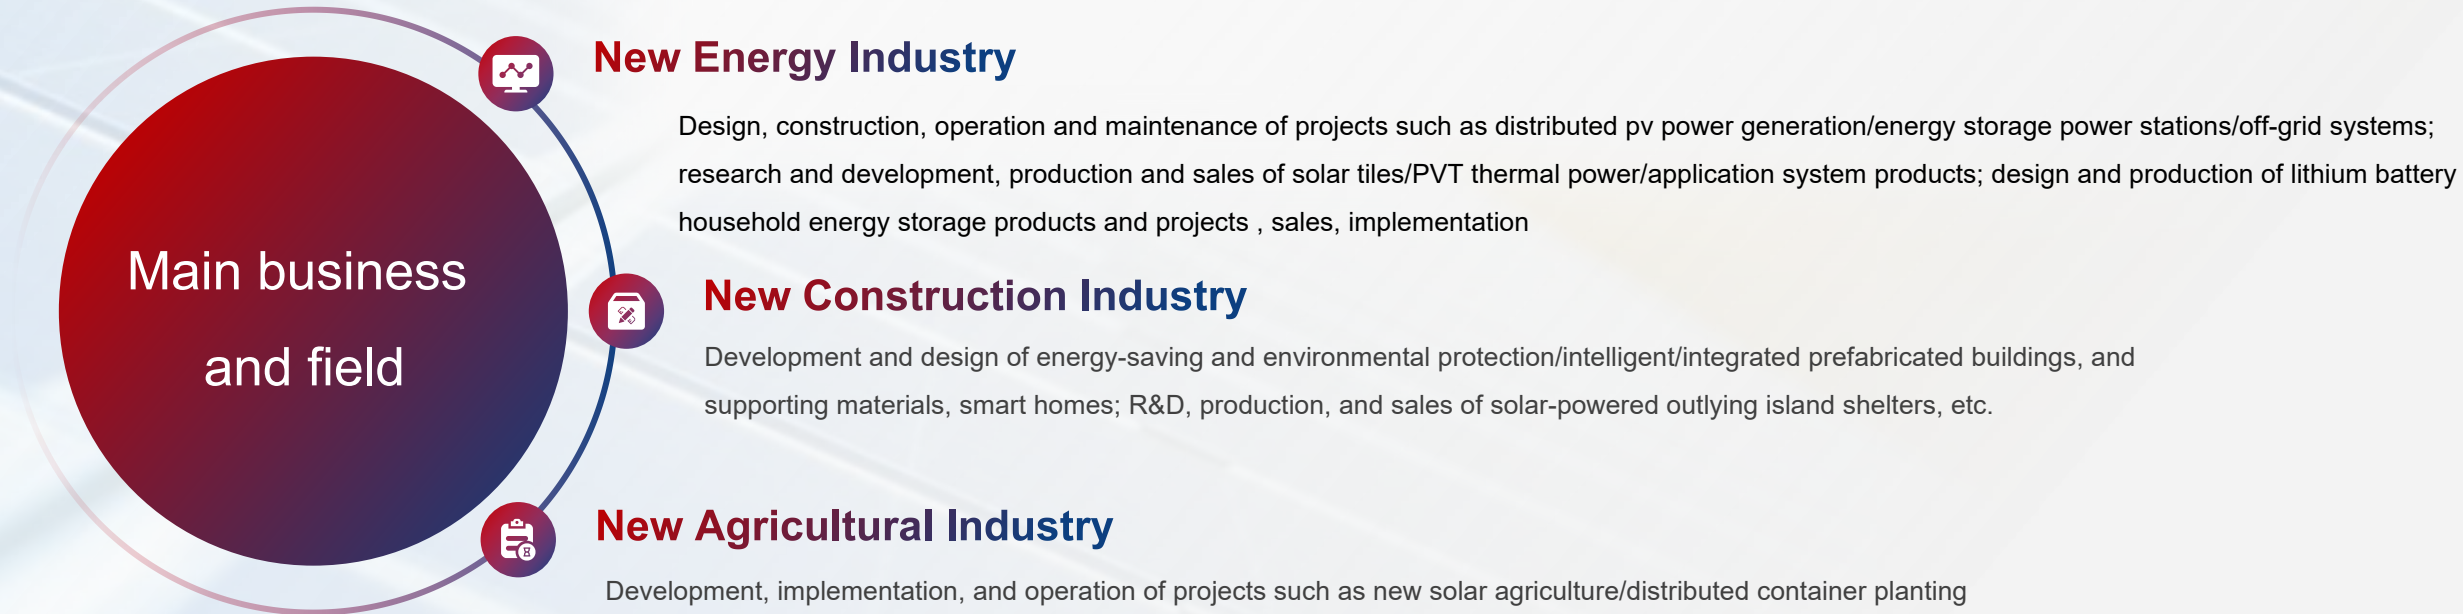 Main business
and field
New Energy Industry
Design, construction, operation and maintenance of projects such as distributed pv power generation/energy storage power stations/off-grid systems;
research and development, production and sales of solar tiles/PVT thermal power/application system products; design and production of lithium battery
household energy storage products and projects , sales, implementation
New Construction Industry
Development and design of energy-saving and environmental protection/intelligent/integrated prefabricated buildings, and
supporting materials, smart homes; R&D, production, and sales of solar-powered outlying island shelters, etc.
New Agricultural Industry
Development, implementation, and operation of projects such as new solar agriculture/distributed container planting